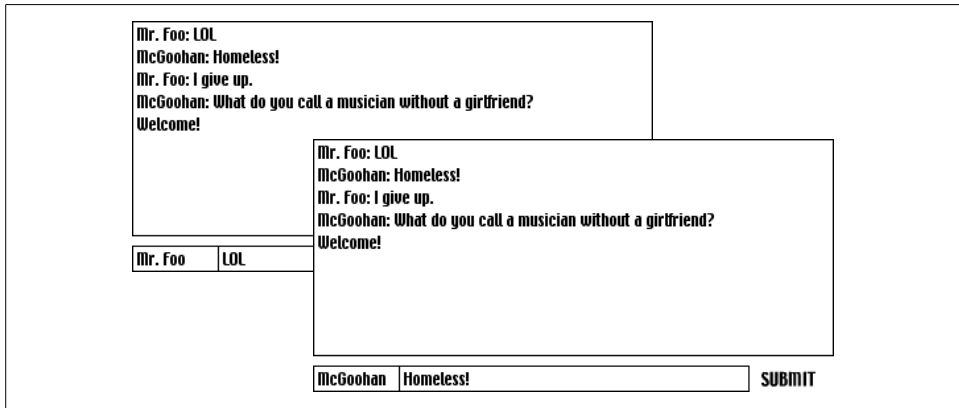 Mr. Foo: LOL
McGoohan: Homeless!
Mr. Foo: I give up.
McGoohan: What do you call a musician without a girlfriend?
Welcome!
Mr. Foo
LOL
Mr. Foo: LOL
McGoohan: Homeless!
Mr. Foo: I give up.
McGoohan: What do you call a musician without a girlfriend?
Welcome!
McGoohan
Homeless!
SUBMIT